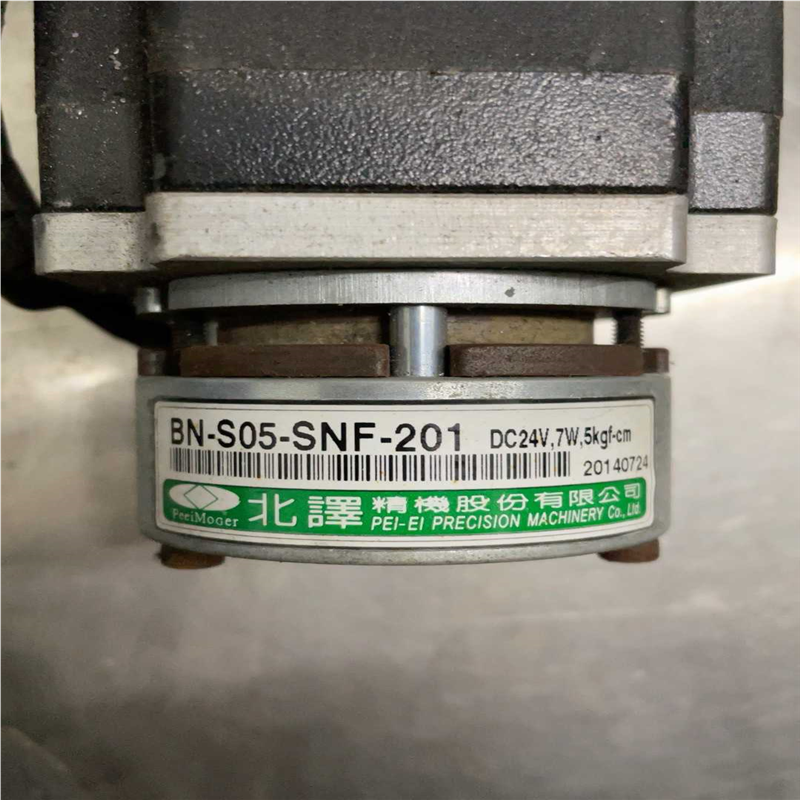 BN-S05-SNF-201 DC24V,7W,5kgf-cm
20140724
PeeiMoger 北譯精機股份有限公司
PEI-EI PRECISION MACHINERY Co., Ltd.